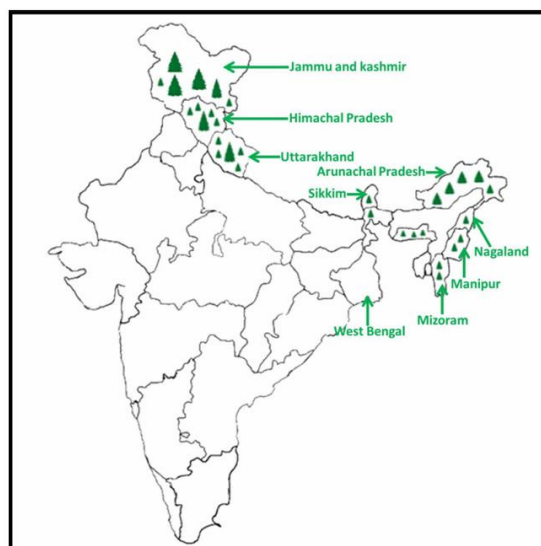 Jammu and kashmir
Himachal Pradesh
Uttarakhand
Arunachal Pradesh
Sikkim
Nagaland
Manipur
Mizoram
West Bengal